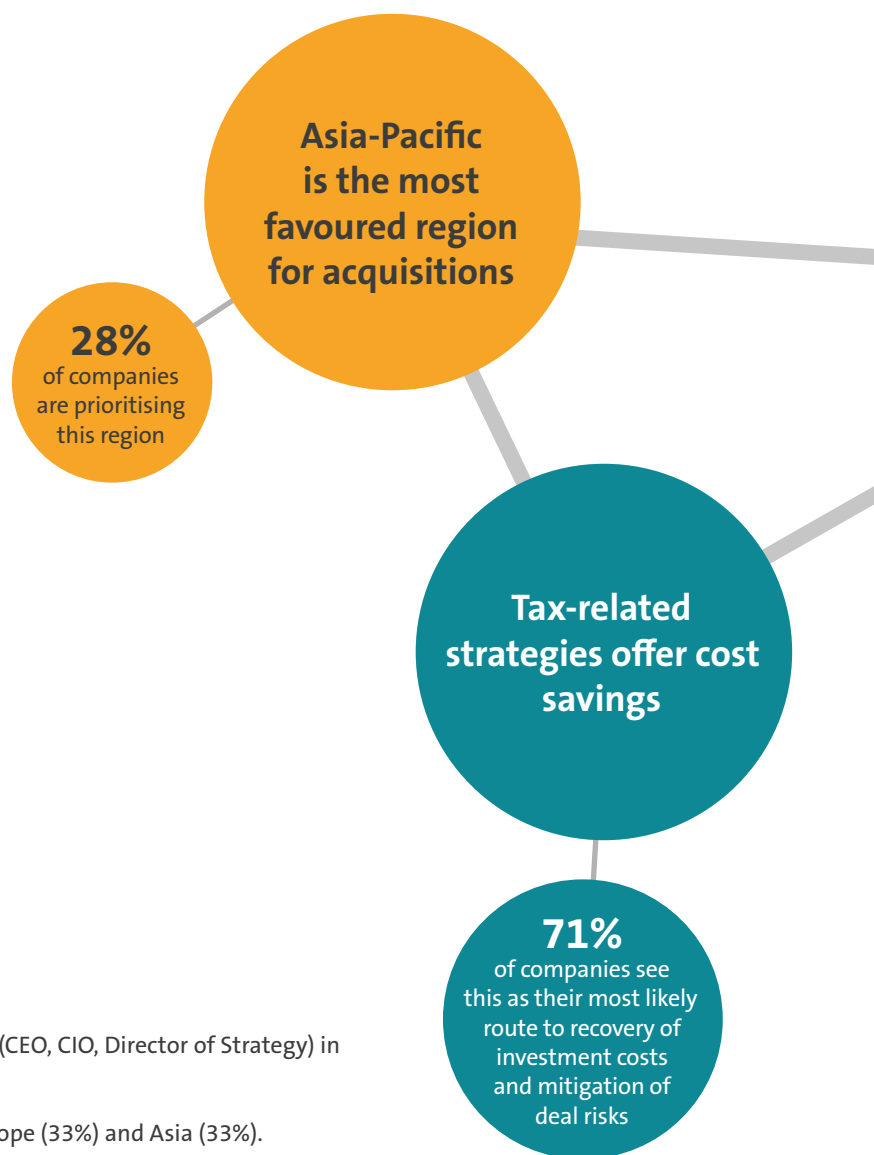 Asia-Pacific
is the most
favoured region
for acquisitions
28%
of companies
are prioritising
this region
Tax-related
strategies offer cost
savings
71%
of companies see
this as their most likely
route to recovery of
investment costs
and mitigation of
deal risks
(CEO, CIO, Director of Strategy) in
ope (33%) and Asia (33%).